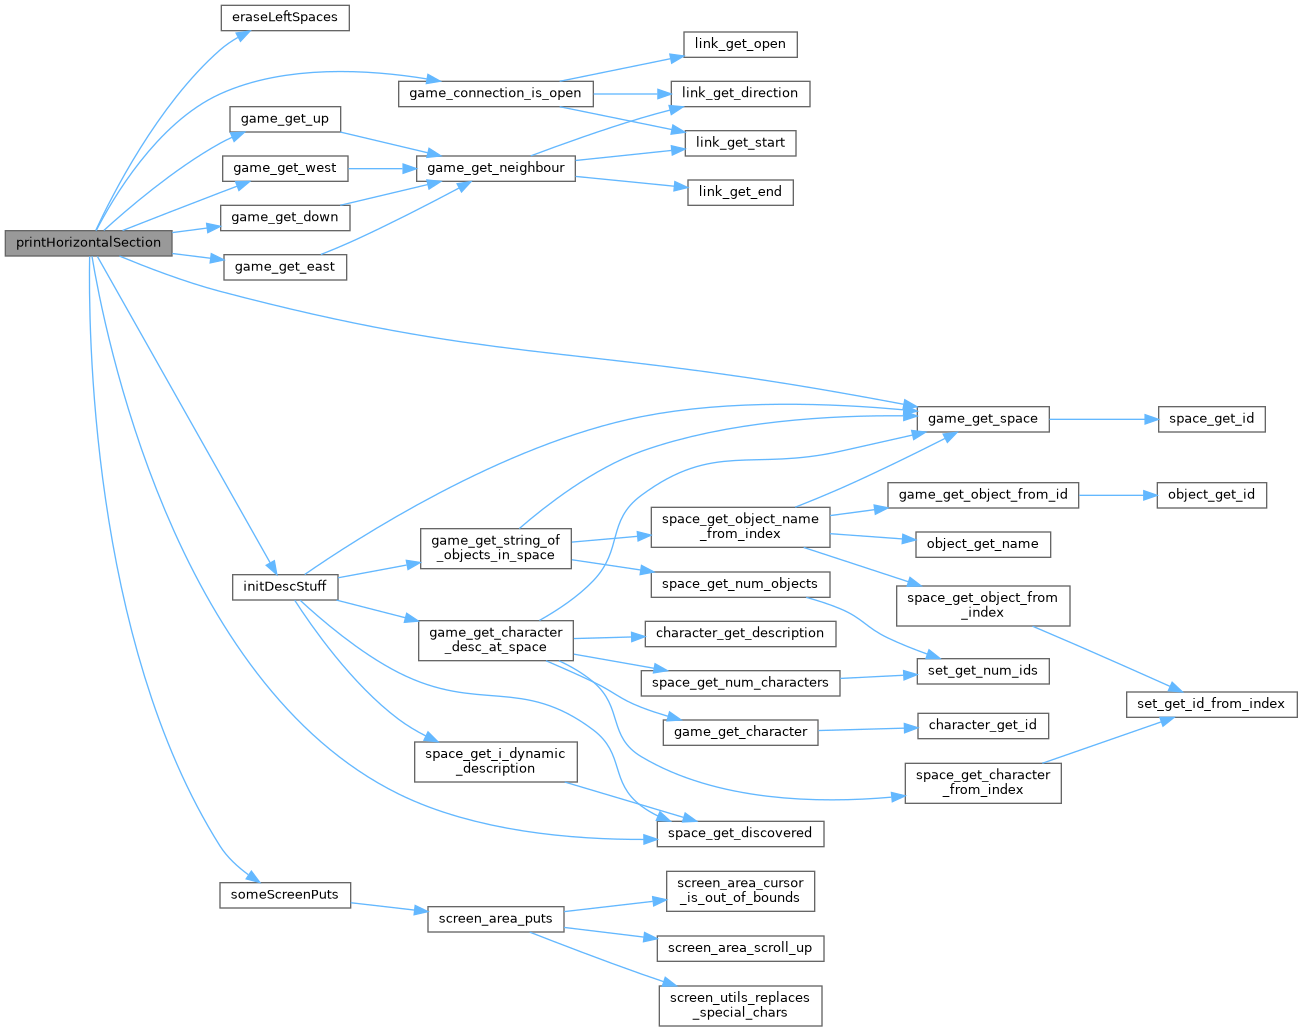 printHorizontalSection
eraseLeftSpaces
game_connection_is_open
link_get_open
link_get_direction
link_get_start
link_get_end
game_get_up
game_get_west
game_get_down
game_get_east
game_get_neighbour
game_get_space
space_get_id
initDescStuff
game_get_string_of
_objects_in_space
space_get_object_name
_from_index
game_get_object_from_id
object_get_id
object_get_name
space_get_object_from
_index
space_get_num_objects
game_get_character
_desc_at_space
character_get_description
space_get_num_characters
set_get_num_ids
game_get_character
character_get_id
set_get_id_from_index
space_get_character
_from_index
space_get_i_dynamic
_description
space_get_discovered
someScreenPuts
screen_area_puts
screen_area_cursor
_is_out_of_bounds
screen_area_scroll_up
screen_utils_replaces
_special_chars